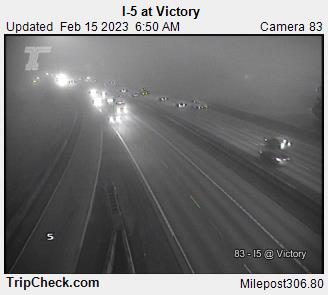 I-5 at Victory
Updated Feb 15 2023 6:50 AM Camera 83
S
83 - I5 @ Victory
TripCheck.com Milepost306.80